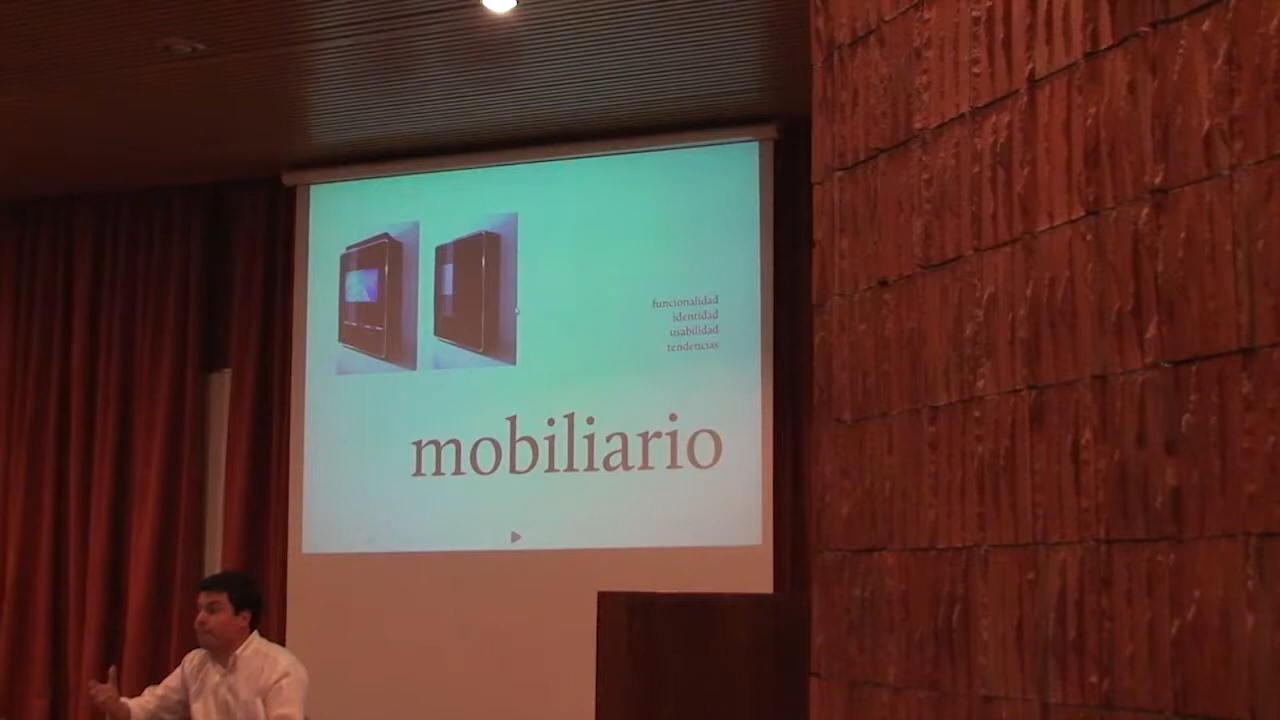 funcionalidad
identidad
usabilidad
tendencias
mobiliario